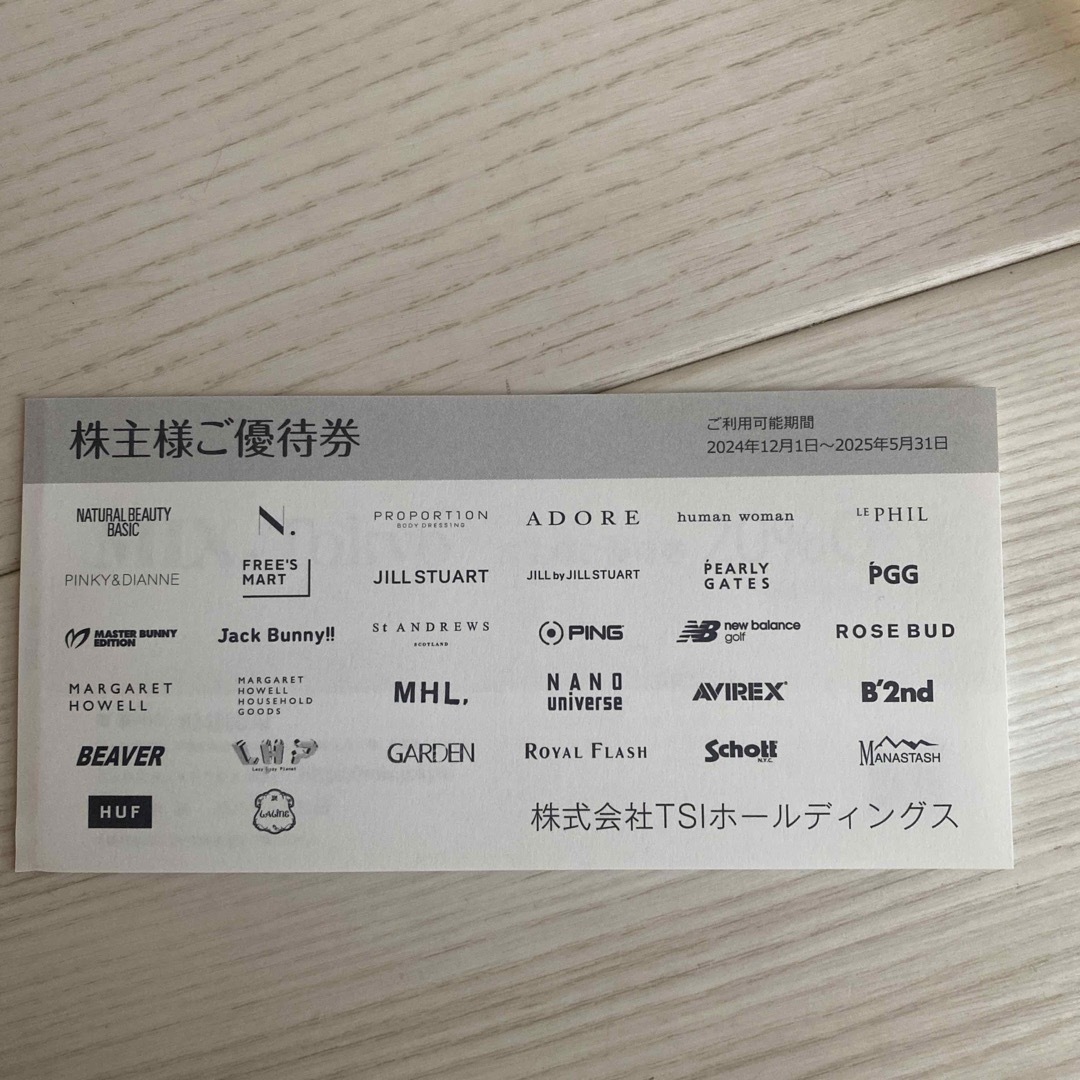 株主様ご優待券
ご利用可能期間
2024年12月1日～2025年5月31日
NATURAL BEAUTY
BASIC
N.
PROPORTION
BODY DRESSING
ADORE
human woman
LE PHIL
PINKY&DIANNE
FREE'S
MART
JILL STUART
JILL by JILL STUART
PEARLY
GATES
PGG
MASTER BUNNY
EDITION
Jack Bunny!!
St ANDREWS
SCOTLAND
PING
NB new balance
golf
ROSE BUD
MARGARET
HOWELL
MARGARET
HOWELL
HOUSEHOLD
GOODS
MHL.
NANO
universe
AVIREX
B'2nd
BEAVER
L.H.P
Lazy Hazy Planet
GARDEN
ROYAL FLASH
Schott
N.Y.C.
MANASTASH
HUF
株式会社TSIホールディングス